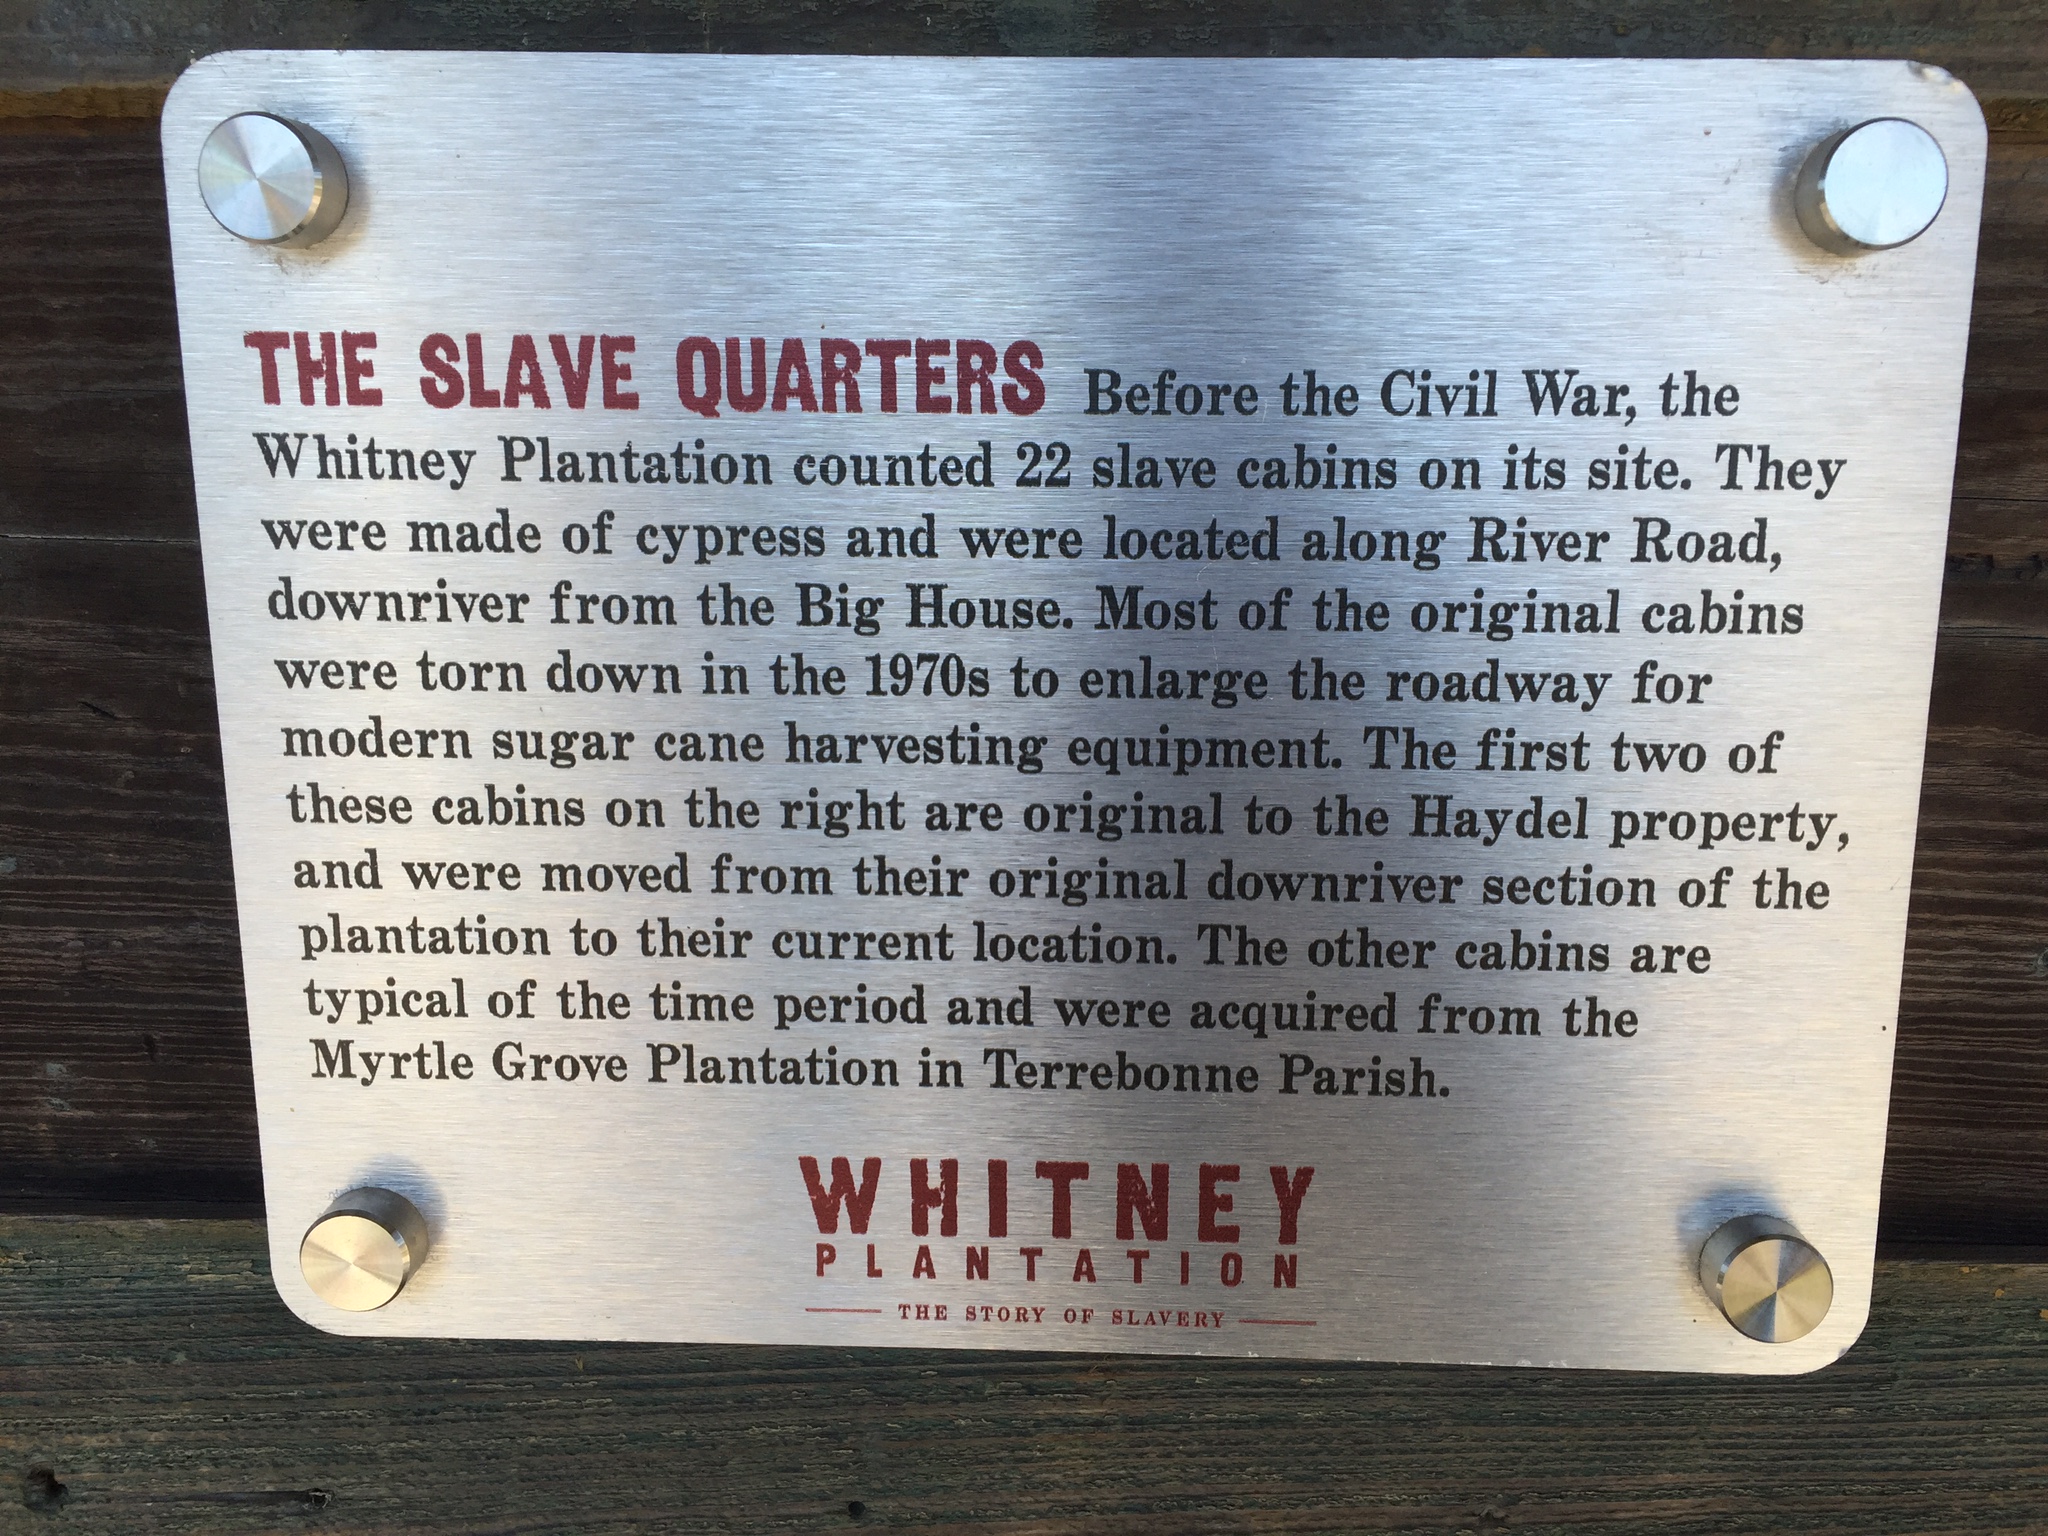 THE SLAVE QUARTERS Before the Civil War, the
Whitney Plantation counted 22 slave cabins on its site. They
were made of cypress and were located along River Road,
downriver from the Big House. Most of the original cabins
were torn down in the 1970s to enlarge the roadway for
modern sugar cane harvesting equipment. The first two of
these cabins on the right are original to the Haydel property,
and were moved from their original downriver section of the
plantation to their current location. The other cabins are
typical of the time period and were acquired from the
Myrtle Grove Plantation in Terrebonne Parish.
WHITNEY
PLANTATION
THE STORY OF SLAVERY